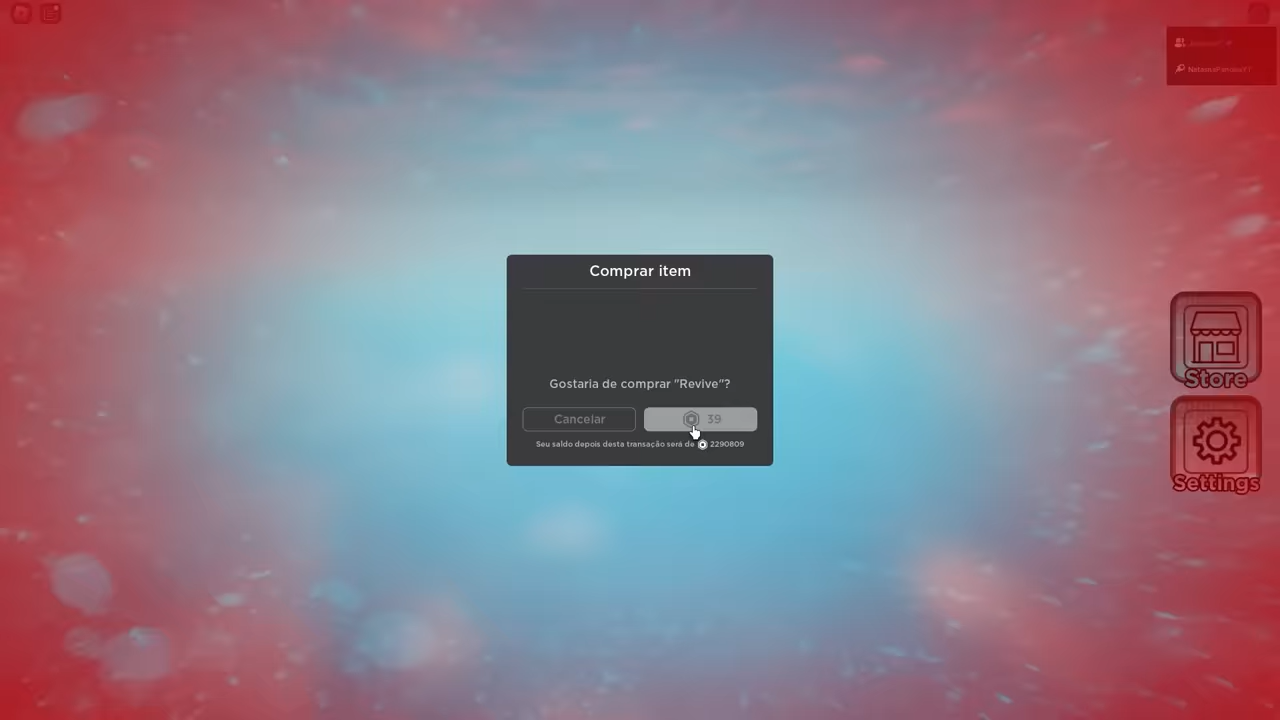 Comprar item
Gostaria de comprar "Revive"?
Cancelar
39
Seu saldo depois desta transação será de 2290809
Store
Settings